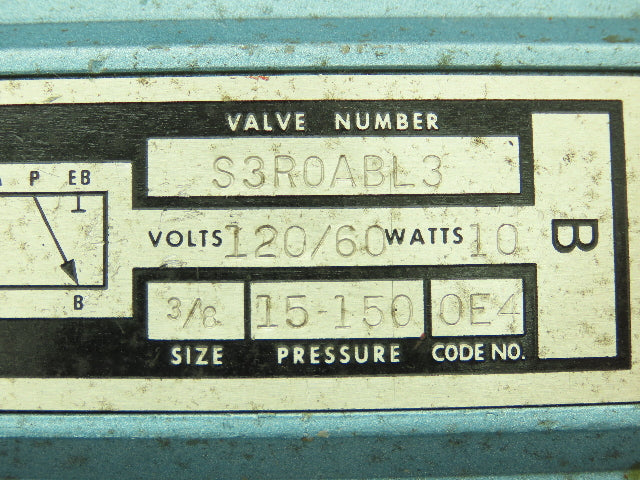 VALVE NUMBER
S3R0ABL3
P EB
VOLTS 120/60 WATTS 10
B
B
3/8 15-150 0E4
SIZE PRESSURE CODE NO.